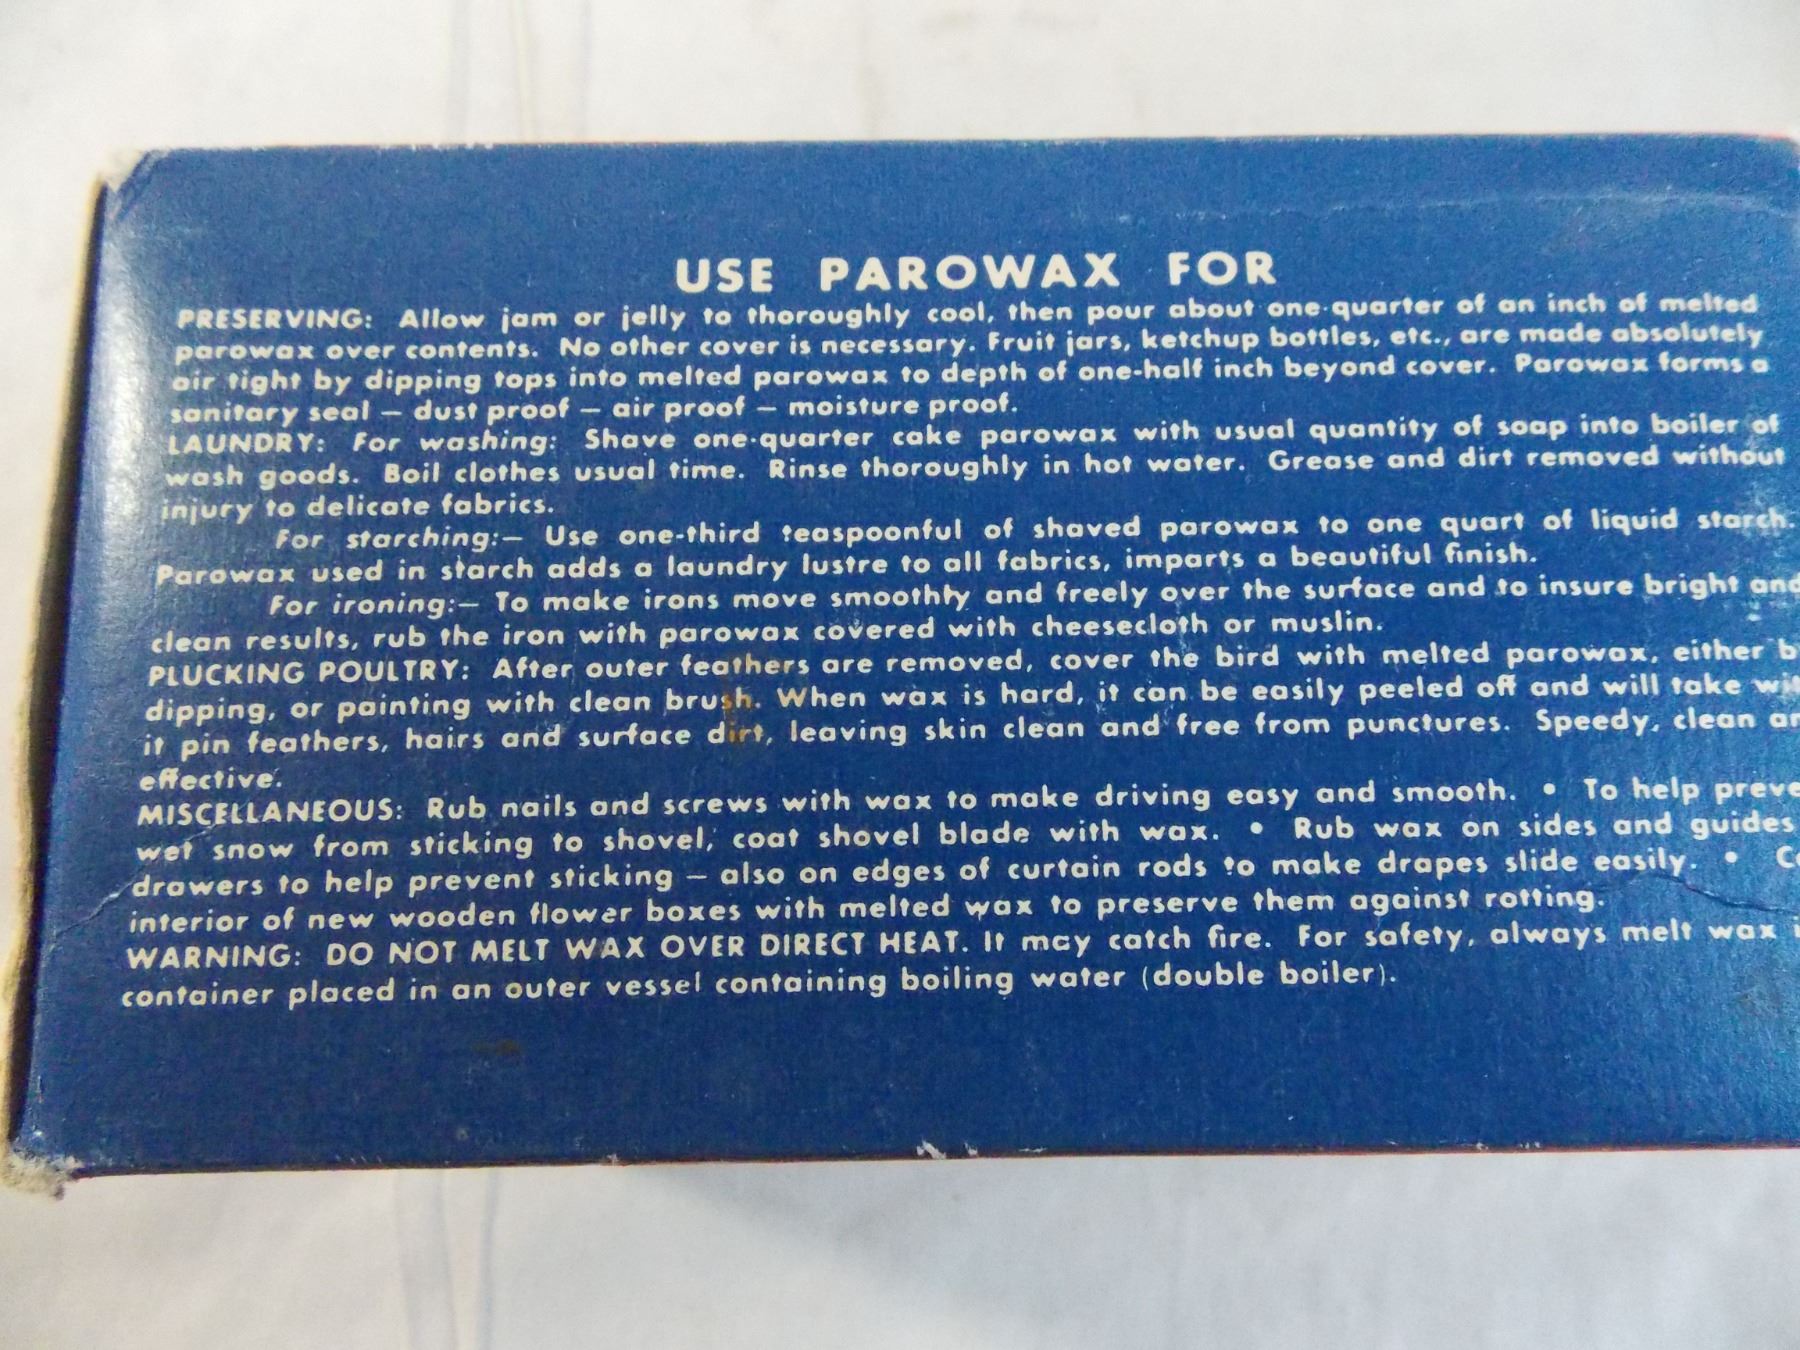 USE PAROWAX FOR
PRESERVING: Allow jam or jelly to thoroughly cool, then pour about one-quarter of an inch of melted
parowax over contents. No other cover is necessary. Fruit jars, ketchup bottles, etc., are made absolutely
air tight by dipping tops into melted parowax to depth of one-half inch beyond cover. Parowax forms a
sanitary seal — dust proof — air proof — moisture proof.
LAUNDRY: For washing: Shave one-quarter cake parowax with usual quantity of soap into boiler of
wash goods. Boil clothes usual time. Rinse thoroughly in hot water. Grease and dirt removed without
injury to delicate fabrics.
For starching:— Use one-third teaspoonful of shaved parowax to one quart of liquid starch.
Parowax used in starch adds a laundry lustre to all fabrics, imparts a beautiful finish.
For ironing:— To make irons move smoothly and freely over the surface and to insure bright and
clean results, rub the iron with parowax covered with cheesecloth or muslin.
PLUCKING POULTRY: After outer feathers are removed, cover the bird with melted parowax, either
dipping, or painting with clean brush. When wax is hard, it can be easily peeled off and will take
it pin feathers, hairs and surface dirt, leaving skin clean and free from punctures. Speedy, clean
effective.
MISCELLANEOUS: Rub nails and screws with wax to make driving easy and smooth. • To help
wet snow from sticking to shovel, coat shovel blade with wax. • Rub wax on sides and guides
drawers to help prevent sticking — also on edges of curtain rods to make drapes slide easily. •
interior of new wooden flower boxes with melted wax to preserve them against rotting.
WARNING: DO NOT MELT WAX OVER DIRECT HEAT. It may catch fire. For safety, always melt wax
container placed in an outer vessel containing boiling water (double boiler).